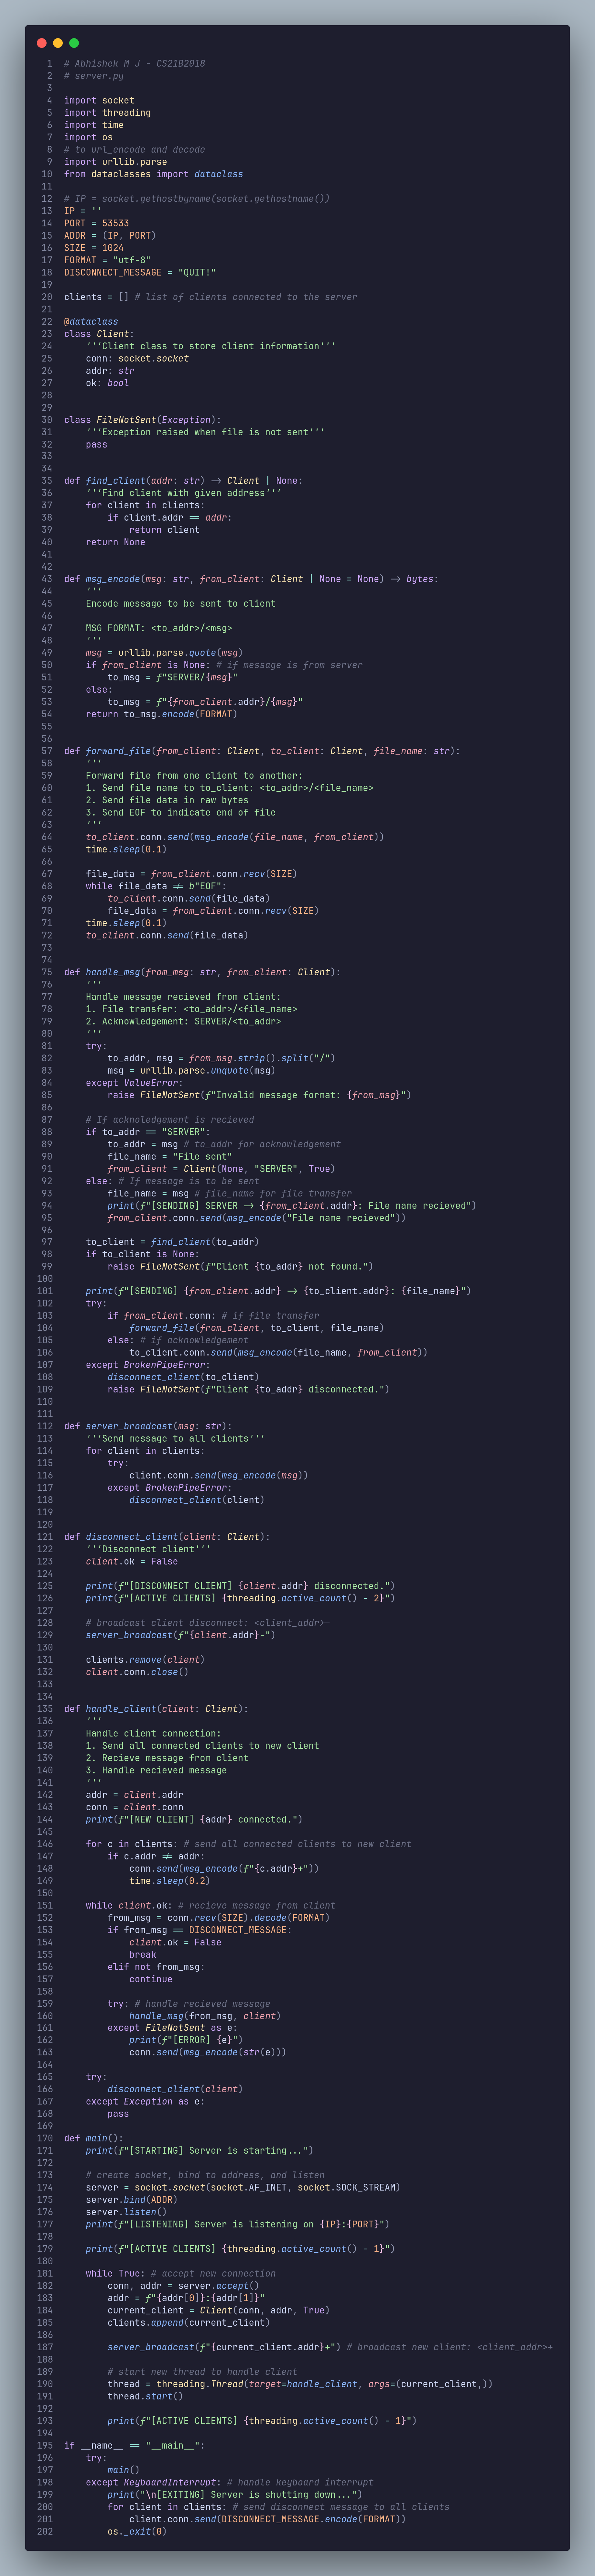 1 # Abhishek M J - CS21B2018
2 # server.py
3
4 import socket
5 import threading
6 import time
7 import os
8 # to url_encode and decode
9 import urllib.parse
10 from dataclasses import dataclass
11
12 # IP = socket.gethostbyname(socket.gethostname())
13 IP = ''
14 PORT = 53533
15 ADDR = (IP, PORT)
16 SIZE = 1024
17 FORMAT = "utf-8"
18 DISCONNECT_MESSAGE = "QUIT!"
19
20 clients = [] # list of clients connected to the server
21
22 @dataclass
23 class Client:
24     '''Client class to store client information'''
25     conn: socket.socket
26     addr: str
27     ok: bool
28
29
30 class FileNotSent(Exception):
31     '''Exception raised when file is not sent'''
32     pass
33
34
35 def find_client(addr: str) -> Client | None:
36     '''Find client with given address'''
37     for client in clients:
38         if client.addr == addr:
39             return client
40     return None
41
42
43 def msg_encode(msg: str, from_client: Client | None = None) -> bytes:
44     '''
45     Encode message to be sent to client
46
47     MSG FORMAT: <to_addr>/<msg>
48     '''
49     msg = urllib.parse.quote(msg)
50     if from_client is None: # if message is from server
51         to_msg = f"SERVER/{msg}"
52     else:
53         to_msg = f"{from_client.addr}/{msg}"
54     return to_msg.encode(FORMAT)
55
56
57 def forward_file(from_client: Client, to_client: Client, file_name: str):
58     '''
59     Forward file from one client to another:
60     1. Send file name to to_client: <to_addr>/<file_name>
61     2. Send file data in raw bytes
62     3. Send EOF to indicate end of file
63     '''
64     to_client.conn.send(msg_encode(file_name, from_client))
65     time.sleep(0.1)
66
67     file_data = from_client.conn.recv(SIZE)
68     while file_data != b"EOF":
69         to_client.conn.send(file_data)
70         file_data = from_client.conn.recv(SIZE)
71     time.sleep(0.1)
72     to_client.conn.send(file_data)
73
74
75 def handle_msg(from_msg: str, from_client: Client):
76     '''
77     Handle message recieved from client:
78     1. File transfer: <to_addr>/<file_name>
79     2. Acknowledgement: SERVER/<to_addr>
80     '''
81     try:
82         to_addr, msg = from_msg.strip().split("/")
83         msg = urllib.parse.unquote(msg)
84     except ValueError:
85         raise FileNotSent(f"Invalid message format: {from_msg}")
86
87     # If acknoledgement is recieved
88     if to_addr == "SERVER":
89         to_addr = msg # to_addr for acknowledgement
90         file_name = "File sent"
91         from_client = Client(None, "SERVER", True)
92     else: # If message is to be sent
93         file_name = msg # file_name for file transfer
94         print(f"[SENDING] SERVER -> {from_client.addr}: File name recieved")
95         from_client.conn.send(msg_encode("File name recieved"))
96
97     to_client = find_client(to_addr)
98     if to_client is None:
99         raise FileNotSent(f"Client {to_addr} not found.")
100
101     print(f"[SENDING] {from_client.addr} -> {to_client.addr}: {file_name}")
102     try:
103         if from_client.conn: # if file transfer
104             forward_file(from_client, to_client, file_name)
105         else: # if acknowledgement
106             to_client.conn.send(msg_encode(file_name, from_client))
107     except BrokenPipeError:
108         disconnect_client(to_client)
109         raise FileNotSent(f"Client {to_addr} disconnected.")
110
111
112 def server_broadcast(msg: str):
113     '''Send message to all clients'''
114     for client in clients:
115         try:
116             client.conn.send(msg_encode(msg))
117         except BrokenPipeError:
118             disconnect_client(client)
119
120
121 def disconnect_client(client: Client):
122     '''Disconnect client'''
123     client.ok = False
124
125     print(f"[DISCONNECT CLIENT] {client.addr} disconnected.")
126     print(f"[ACTIVE CLIENTS] {threading.active_count() - 2}")
127
128     # broadcast client disconnect: <client_addr>-
129     server_broadcast(f"{client.addr}-")
130
131     clients.remove(client)
132     client.conn.close()
133
134
135 def handle_client(client: Client):
136     '''
137     Handle client connection:
138     1. Send all connected clients to new client
139     2. Recieve message from client
140     3. Handle recieved message
141     '''
142     addr = client.addr
143     conn = client.conn
144     print(f"[NEW CLIENT] {addr} connected.")
145
146     for c in clients: # send all connected clients to new client
147         if c.addr != addr:
148             conn.send(msg_encode(f"{c.addr}+"))
149             time.sleep(0.2)
150
151     while client.ok: # recieve message from client
152         from_msg = conn.recv(SIZE).decode(FORMAT)
153         if from_msg == DISCONNECT_MESSAGE:
154             client.ok = False
155             break
156         elif not from_msg:
157             continue
158
159         try: # handle recieved message
160             handle_msg(from_msg, client)
161         except FileNotSent as e:
162             print(f"[ERROR] {e}")
163             conn.send(msg_encode(str(e)))
164
165     try:
166         disconnect_client(client)
167     except Exception as e:
168         pass
169
170 def main():
171     print(f"[STARTING] Server is starting...")
172
173     # create socket, bind to address, and listen
174     server = socket.socket(socket.AF_INET, socket.SOCK_STREAM)
175     server.bind(ADDR)
176     server.listen()
177     print(f"[LISTENING] Server is listening on {IP}:{PORT}")
178
179     print(f"[ACTIVE CLIENTS] {threading.active_count() - 1}")
180
181     while True: # accept new connection
182         conn, addr = server.accept()
183         addr = f"{addr[0]}:{addr[1]}"
184         current_client = Client(conn, addr, True)
185         clients.append(current_client)
186
187         server_broadcast(f"{current_client.addr}+") # broadcast new client: <client_addr>+
188
189         # start new thread to handle client
190         thread = threading.Thread(target=handle_client, args=(current_client,))
191         thread.start()
192
193         print(f"[ACTIVE CLIENTS] {threading.active_count() - 1}")
194
195 if __name__ == "__main__":
196     try:
197         main()
198     except KeyboardInterrupt: # handle keyboard interrupt
199         print("\n[EXITING] Server is shutting down...")
200         for client in clients: # send disconnect message to all clients
201             client.conn.send(DISCONNECT_MESSAGE.encode(FORMAT))
202         os._exit(0)